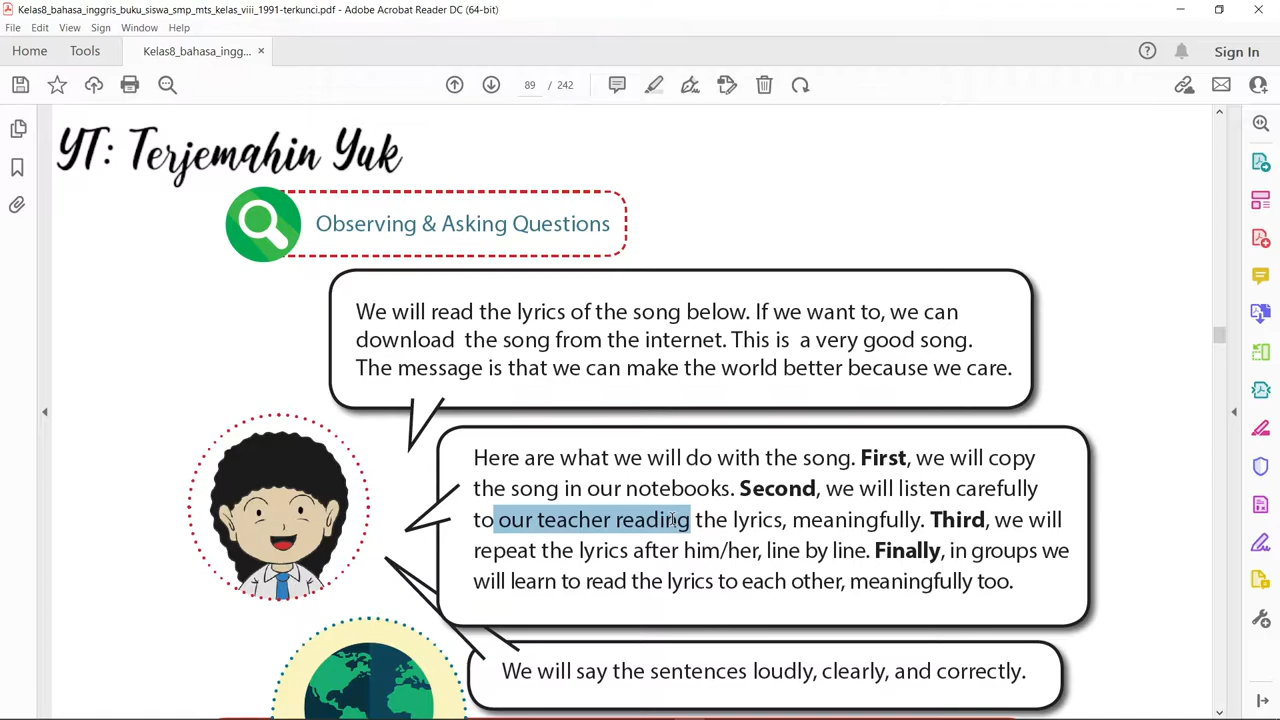 Kelas8_bahasa_inggris_buku_siswa_smp_mts_kelas_viii_1991-terkunci.pdf - Adobe Acrobat Reader DC (64-bit)
File Edit View Sign Window Help
Home Tools Kelas8_bahasa_ingg... × Sign In
89 / 242
YT: Terjemahin Yuk
Observing & Asking Questions
We will read the lyrics of the song below. If we want to, we can
download the song from the internet. This is a very good song.
The message is that we can make the world better because we care.
Here are what we will do with the song. First, we will copy
the song in our notebooks. Second, we will listen carefully
to our teacher reading the lyrics, meaningfully. Third, we will
repeat the lyrics after him/her, line by line. Finally, in groups we
will learn to read the lyrics to each other, meaningfully too.
We will say the sentences loudly, clearly, and correctly.